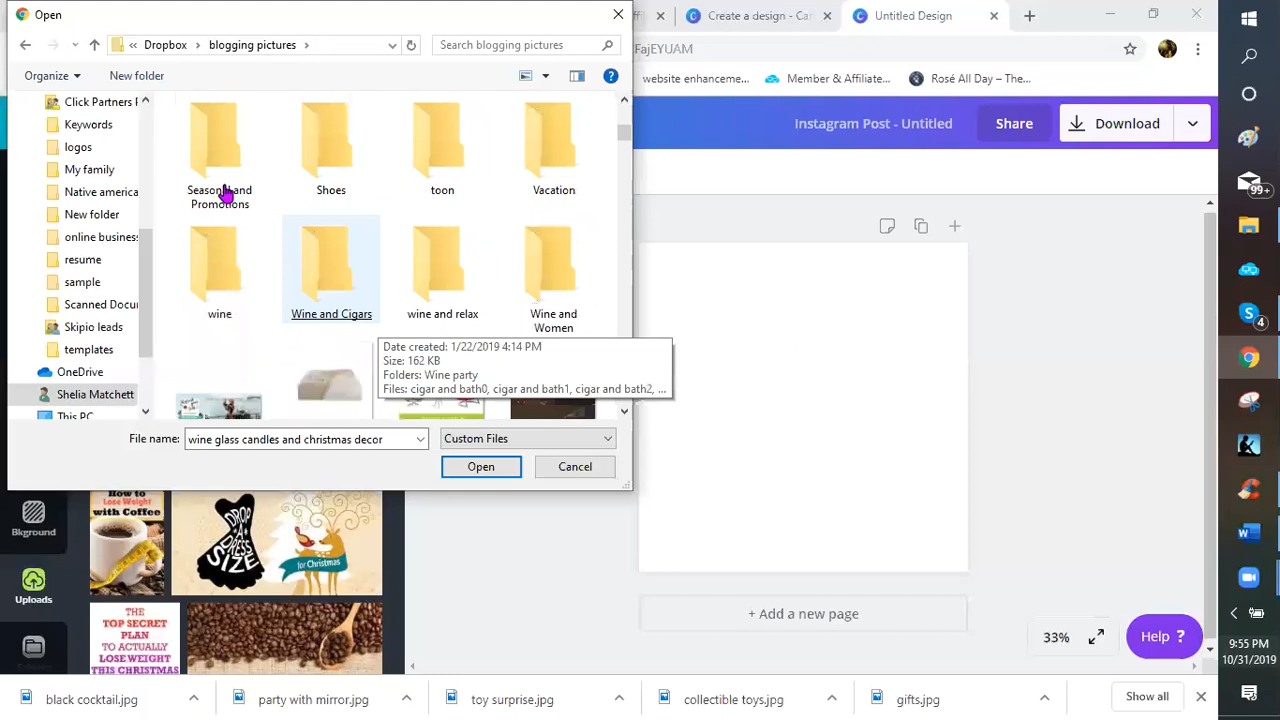 Open
Create a design - Can
Untitled Design
Dropbox
blogging pictures
Search blogging pictures
FajEYUAM
Organize
New folder
website enhanceme...
Member & Affiliate...
Rosé All Day – The...
Click Partners F
Keywords
logos
My family
Native america
New folder
online business
resume
sample
Scanned Docu
Skipio leads
templates
OneDrive
Shelia Matchett
This PC
Shoes
toon
Vacation
Promotions
wine
Wine and Cigars
wine and relax
Wine and
Women
Date created: 1/22/2019 4:14 PM
Size: 162 KB
Folders: Wine party
Files: cigar and bath0, cigar and bath1, cigar and bath2, ...
File name:
wine glass candles and christmas decor
Custom Files
Open
Cancel
Instagram Post - Untitled
Share
Download
Bkground
Uploads
How to
Lose Weight
with Coffee
DROP
A
DRESS
SIZE
for Christmas
THE
TOP SECRET
PLAN
TO ACTUALLY
LOSE WEIGHT
THIS CHRISTMAS
+ Add a new page
33%
Help ?
99+
4
9:55 PM
10/31/2019
black cocktail.jpg
party with mirror.jpg
toy surprise.jpg
collectible toys.jpg
gifts.jpg
Show all